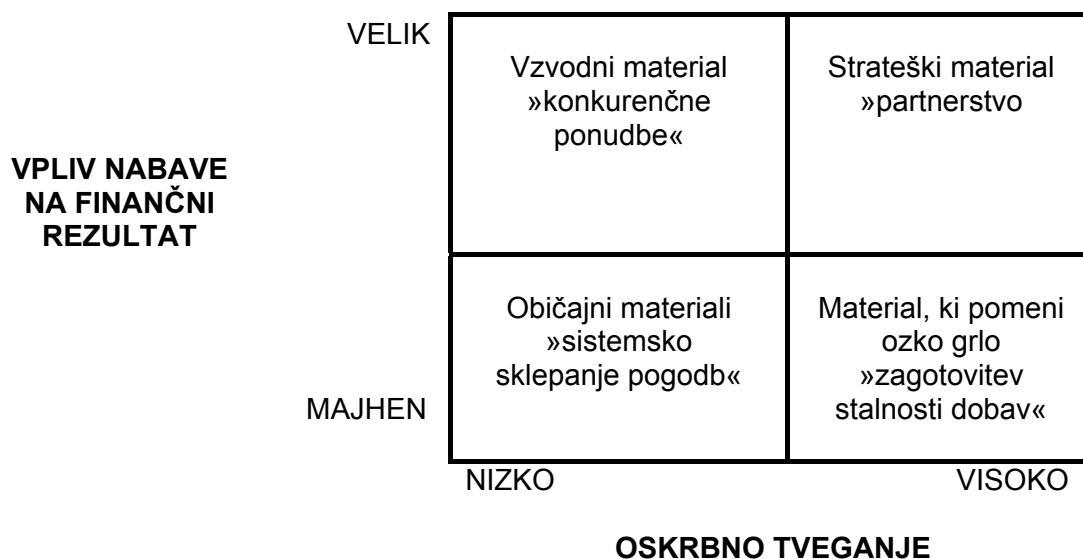 VELIK
Vzvodni material
»konkurenčne
ponudbe«
Strateški material
»partnerstvo
VPLIV NABAVE
NA FINANČNI
REZULTAT
Običajni materiali
»sistemsko
sklepanje pogodb«
Material, ki pomeni
ozko grlo
»zagotovitev
stalnosti dobav«
MAJHEN
NIZKO
VISOKO
OSKRBNO TVEGANJE